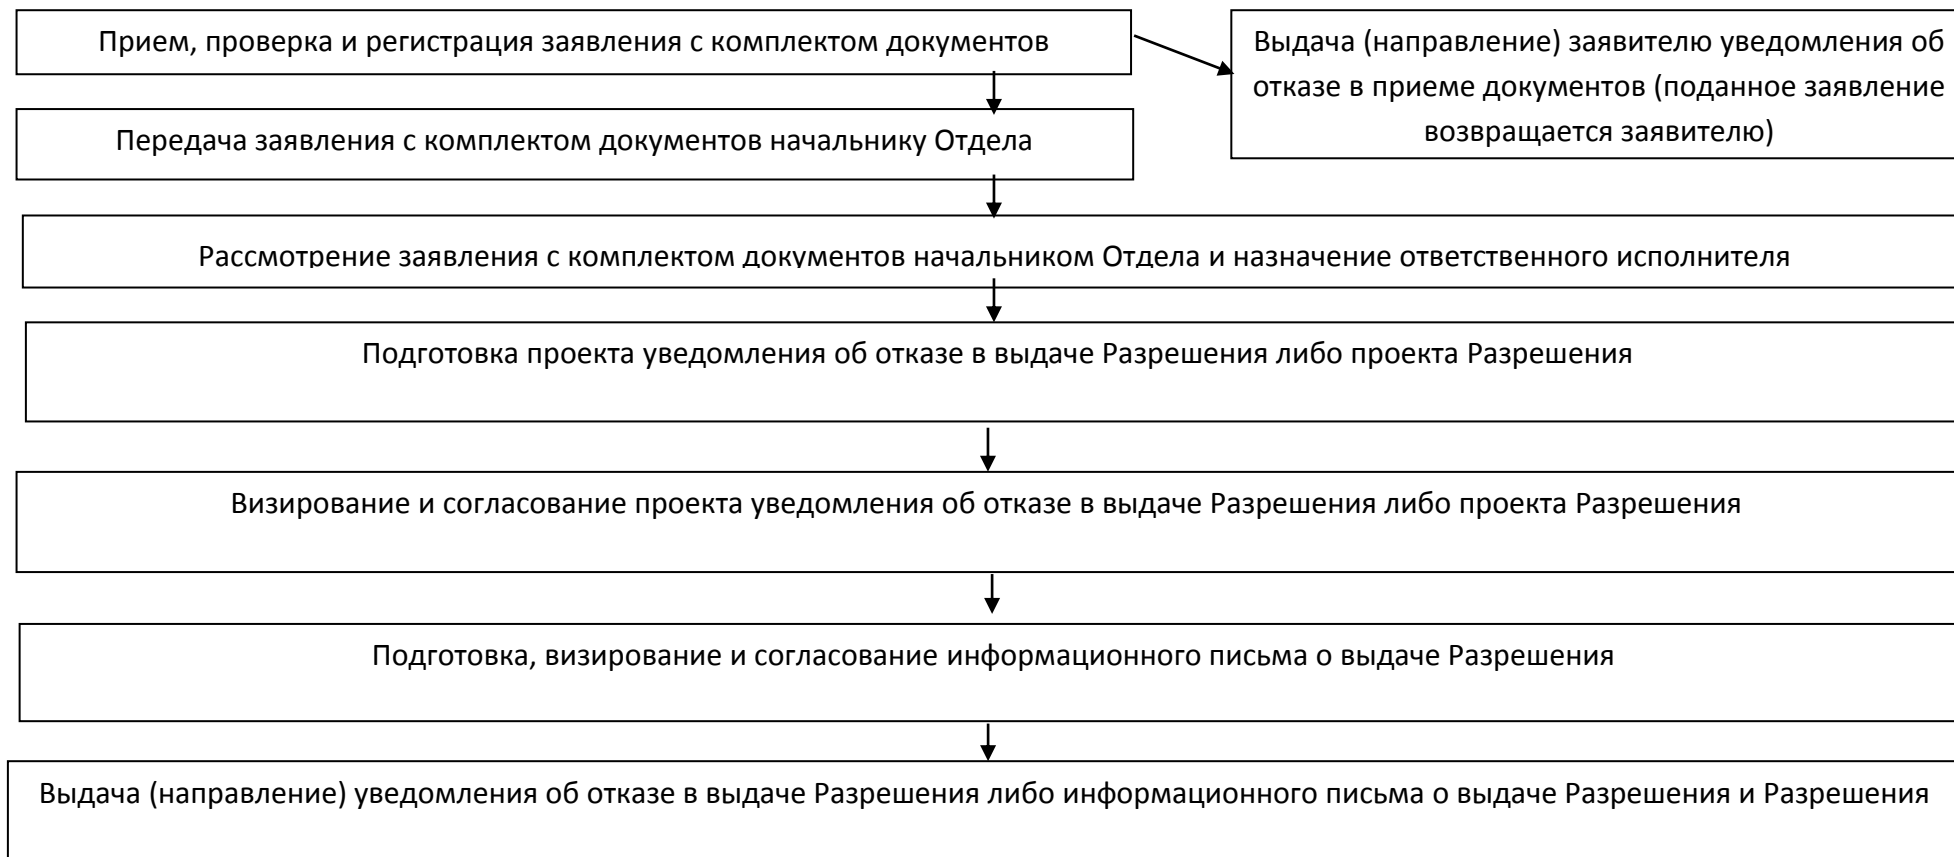 Прием, проверка и регистрация заявления с комплектом документов
Выдача (направление) заявителю уведомления об
отказе в приеме документов (поданное заявление
возвращается заявителю)
Передача заявления с комплектом документов начальнику Отдела
Рассмотрение заявления с комплектом документов начальником Отдела и назначение ответственного исполнителя
Подготовка проекта уведомления об отказе в выдаче Разрешения либо проекта Разрешения
Визирование и согласование проекта уведомления об отказе в выдаче Разрешения либо проекта Разрешения
Подготовка, визирование и согласование информационного письма о выдаче Разрешения
Выдача (направление) уведомления об отказе в выдаче Разрешения либо информационного письма о выдаче Разрешения и Разрешения